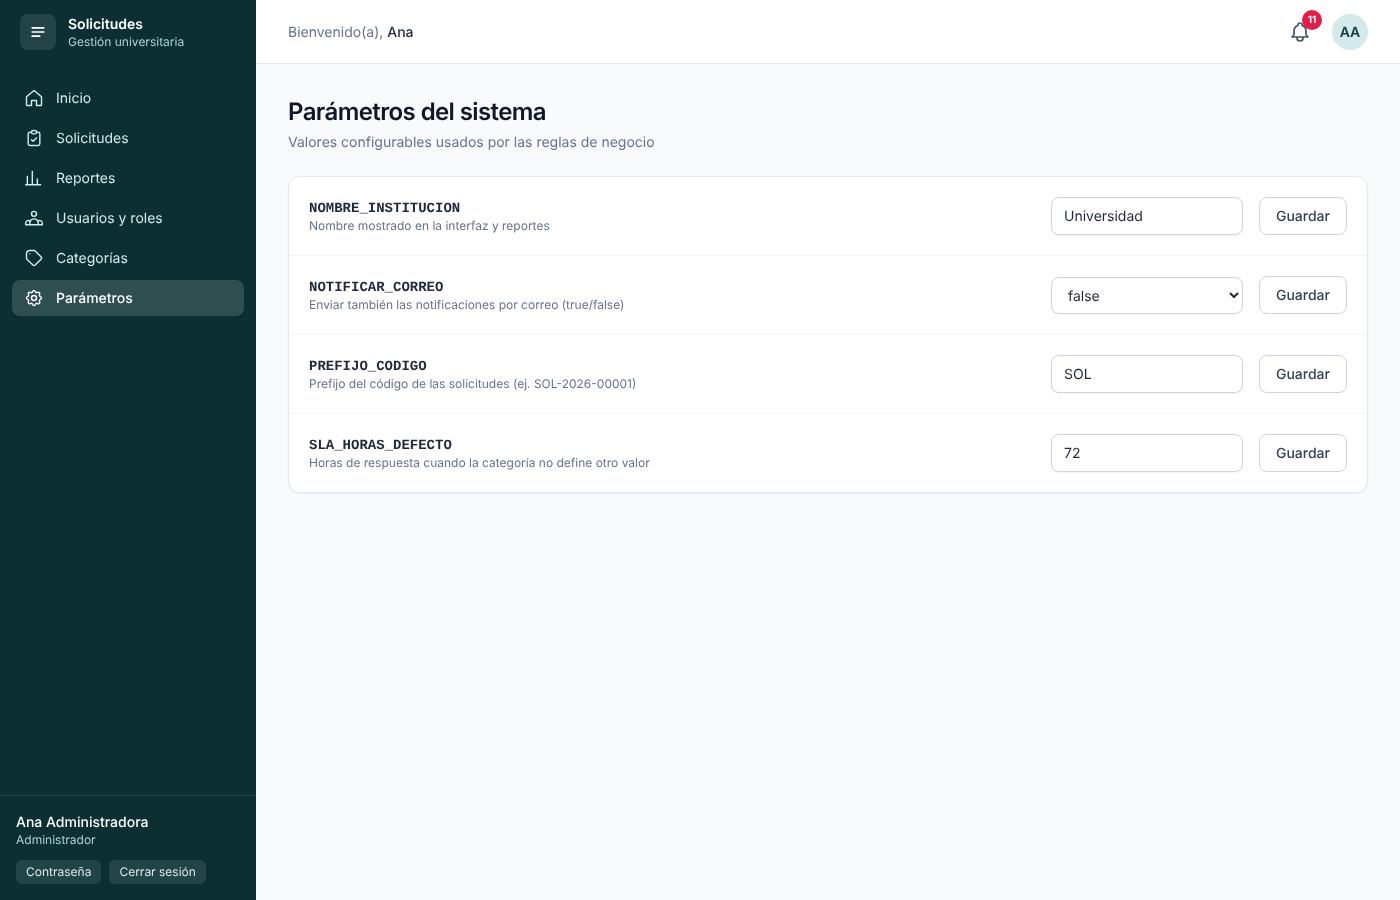 Solicitudes
Gestión universitaria
Inicio
Solicitudes
Reportes
Usuarios y roles
Categorías
Parámetros
Ana Administradora
Administrador
Contraseña
Cerrar sesión
Bienvenido(a), Ana
11
AA
Parámetros del sistema
Valores configurables usados por las reglas de negocio
NOMBRE_INSTITUCION
Nombre mostrado en la interfaz y reportes
Universidad
Guardar
NOTIFICAR_CORREO
Enviar también las notificaciones por correo (true/false)
false
Guardar
PREFIJO_CODIGO
Prefijo del código de las solicitudes (ej. SOL-2026-00001)
SOL
Guardar
SLA_HORAS_DEFECTO
Horas de respuesta cuando la categoría no define otro valor
72
Guardar